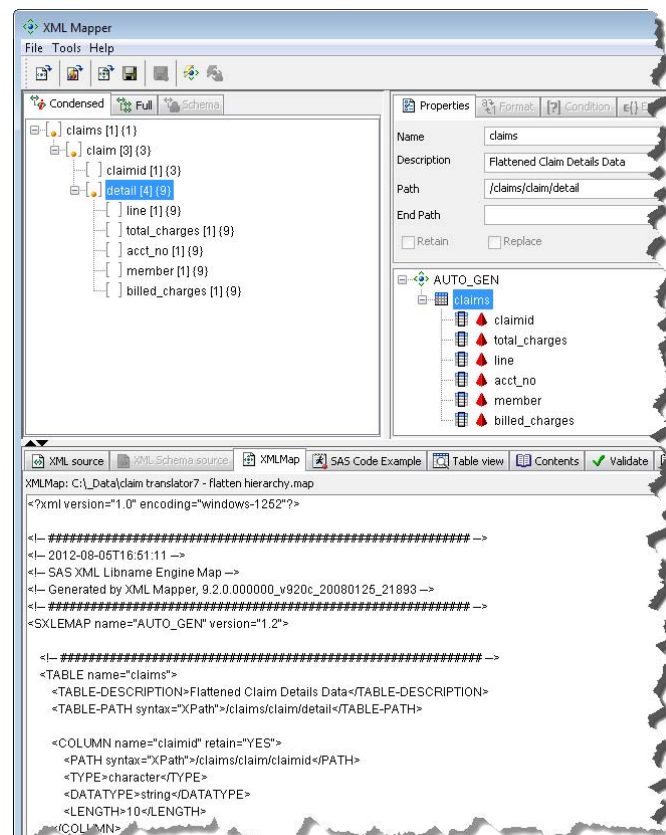 XML Mapper
File Tools Help
Condensed Full Schema
claims [1] {1}
claim [3] {3}
claimid [1] {3}
detail [4] {9}
line [1] {9}
total_charges [1] {9}
acct_no [1] {9}
member [1] {9}
billed_charges [1] {9}
Properties Format [?] Condition ε{}
Name claims
Description Flattened Claim Details Data
Path /claims/claim/detail
End Path
Retain Replace
AUTO_GEN
claims
claimid
total_charges
line
acct_no
member
billed_charges
XML source XML Schema source XMLMap SAS Code Example Table view Contents Validate
XMLMap: C:\_Data\claim translator7 - flatten hierarchy.map
<?xml version="1.0" encoding="windows-1252"?>
<!-- ############################################################ -->
<!-- 2012-08-05T16:51:11 -->
<!-- SAS XML Libname Engine Map -->
<!-- Generated by XML Mapper, 9.2.0.000000_v920c_20080125_21893 -->
<!-- ############################################################ -->
<SXLEMAP name="AUTO_GEN" version="1.2">
<!-- ############################################################ -->
<TABLE name="claims">
<TABLE-DESCRIPTION>Flattened Claim Details Data</TABLE-DESCRIPTION>
<TABLE-PATH syntax="XPath">/claims/claim/detail</TABLE-PATH>
<COLUMN name="claimid" retain="YES">
<PATH syntax="XPath">/claims/claim/claimid</PATH>
<TYPE>character</TYPE>
<DATATYPE>string</DATATYPE>
<LENGTH>10</LENGTH>
</COLUMN>